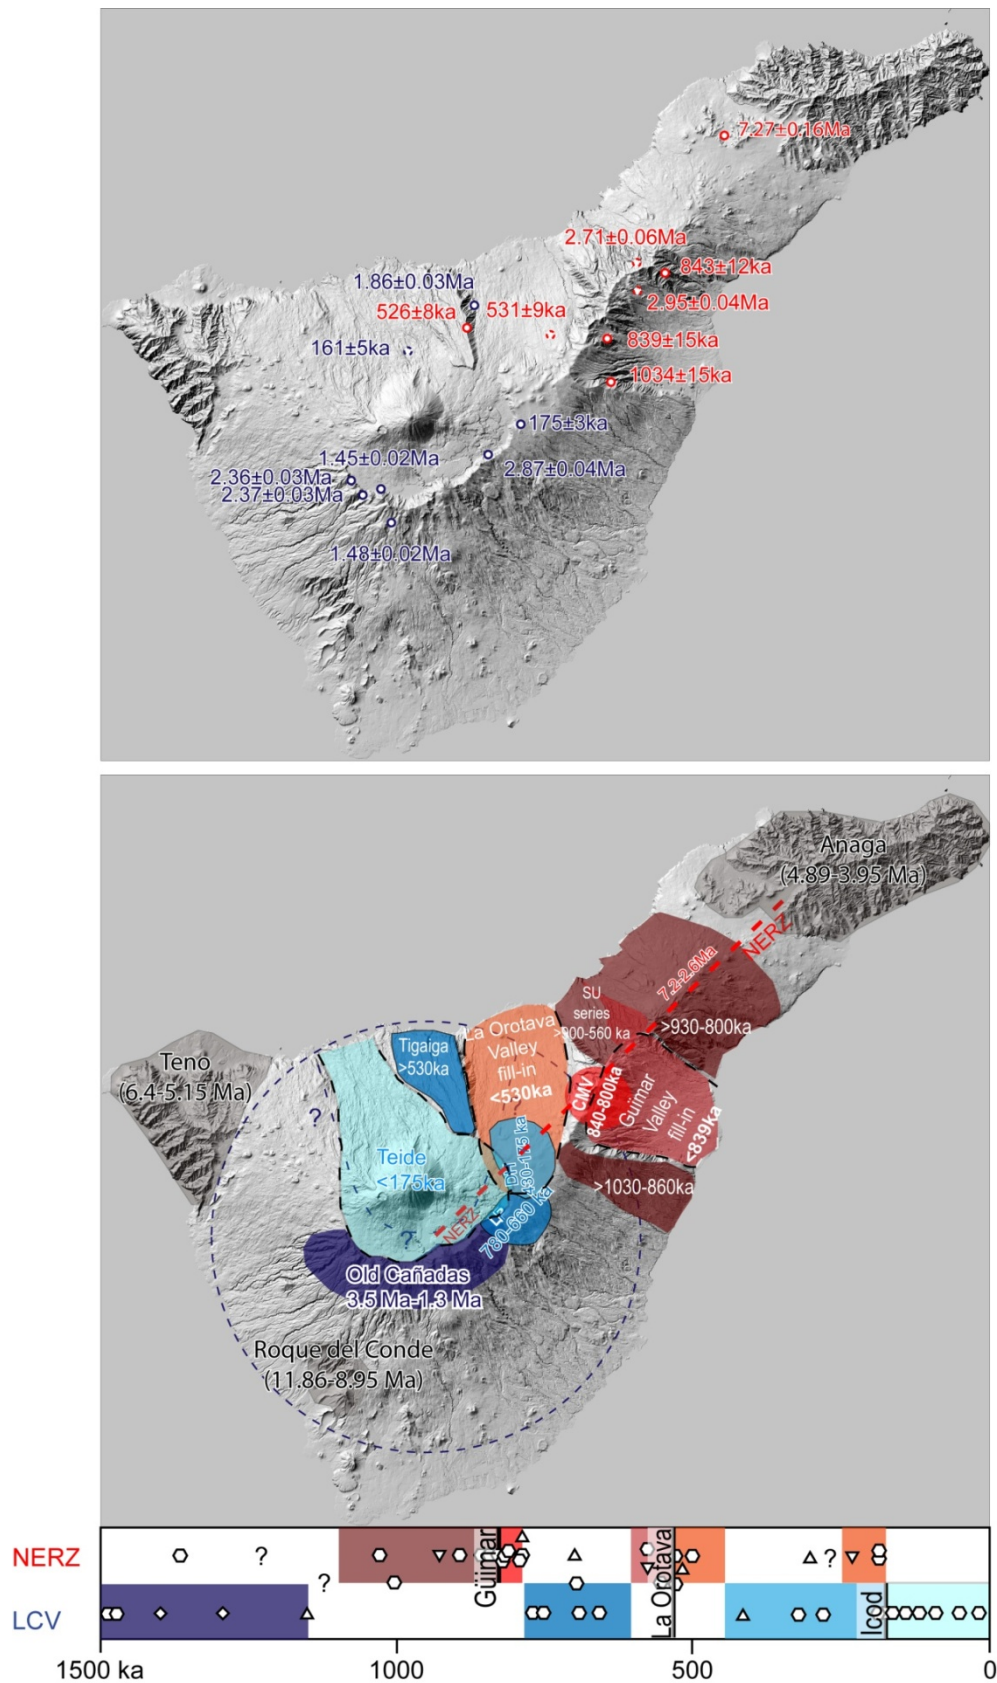 7.27±0.16Ma
2.71±0.06Ma
843±12ka
1.86±0.03Ma
2.95±0.04Ma
526±8ka
531±9ka
839±15ka
161±5ka
1034±15ka
175±3ka
1.45±0.02Ma
2.87±0.04Ma
2.36±0.03Ma
2.37±0.03Ma
1.48±0.02Ma
Anaga
(4.89-3.95 Ma)
NERZ
7.2-2.6Ma
SU
series
>900-560 ka
>930-800ka
La Orotava
Valley
fill-in
<530ka
Tigaiga
>530ka
Teno
(6.4-5.15 Ma)
CMV
840-800ka
Güimar
Valley
fill-in
<839ka
?
Teide
<175ka
>1030-860ka
780-660 ka
NERZ
?
Old Cañadas
3.5 Ma-1.3 Ma
Roque del Conde
(11.86-8.95 Ma)
NERZ
?
Güimar
La Orotava
?
?
LCV
Icod
1500 ka
1000
500
0